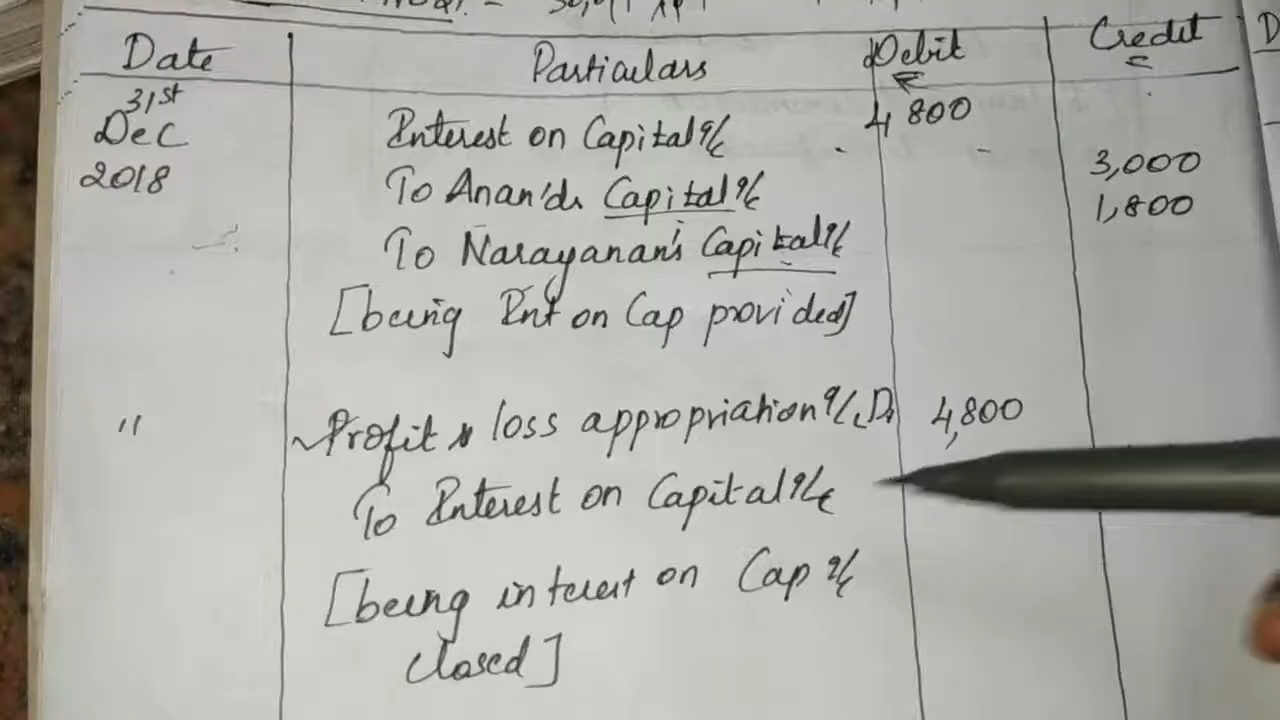 Date Particulars Debit Credit D
₹
31st
Dec Interest on Capital a/c 4 800
2018 To Anand's Capital a/c 3,000
To Narayanan's Capital a/c 1,800
[being Int on Cap provided]
" Profit & loss appropriation a/c Dr 4,800
To Interest on Capital a/c
[being interest on Cap a/c
closed]